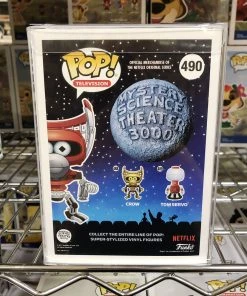 POP!
TELEVISION
OFFICIAL MERCHANDISE OF
THE NETFLIX ORIGINAL SERIES
490
MYSTERY
SCIENCE
THEATER
3000
CROW
TOM SERVO
COLLECT THE ENTIRE LINE OF POP!
SUPER-STYLIZED VINYL FIGURES
NETFLIX
Funko